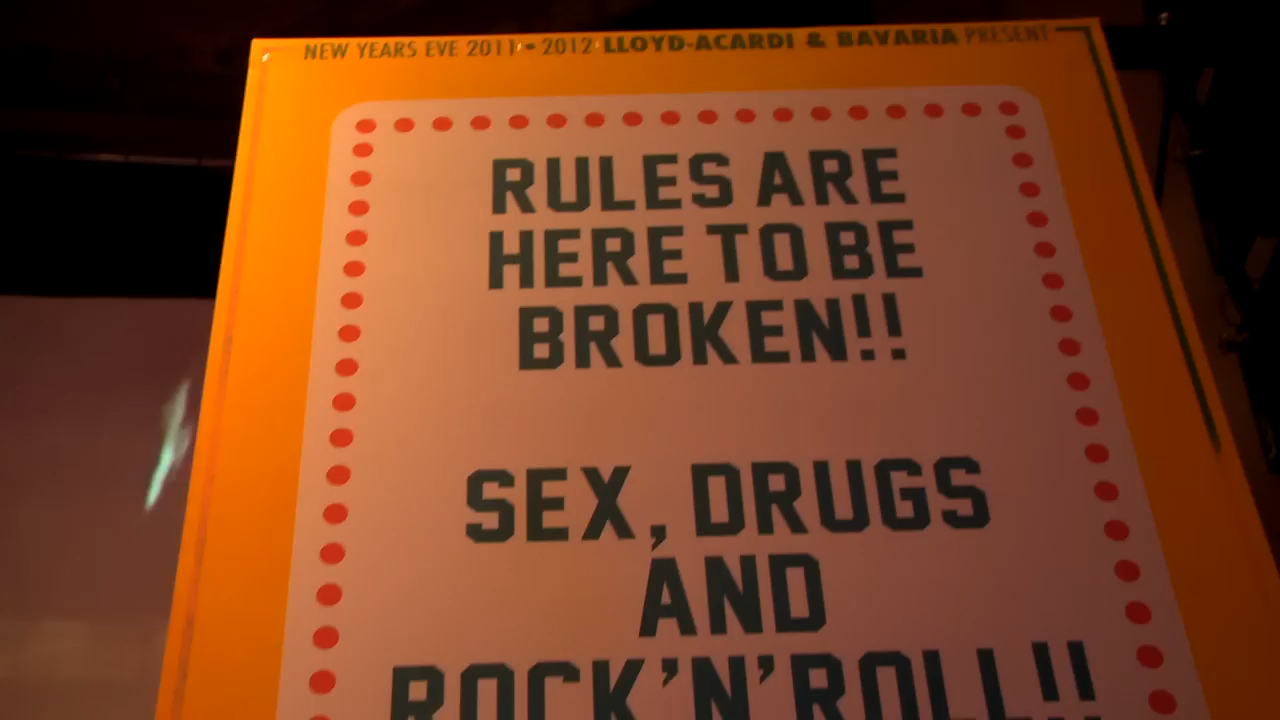 NEW YEARS EVE 2011 • 2012 LLOYD-ACARDI & BAVARIA PRESENT
RULES ARE
HERE TO BE
BROKEN!!
SEX, DRUGS
AND
ROCK'N'ROLL!!